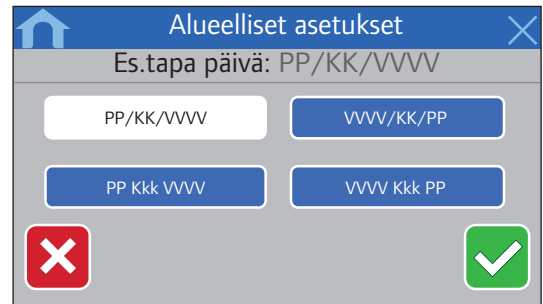 Alueelliset asetukset
Es.tapa päivä: PP/KK/VVVV
PP/KK/VVVV
VVVV/KK/PP
PP Kkk VVVV
VVVV Kkk PP